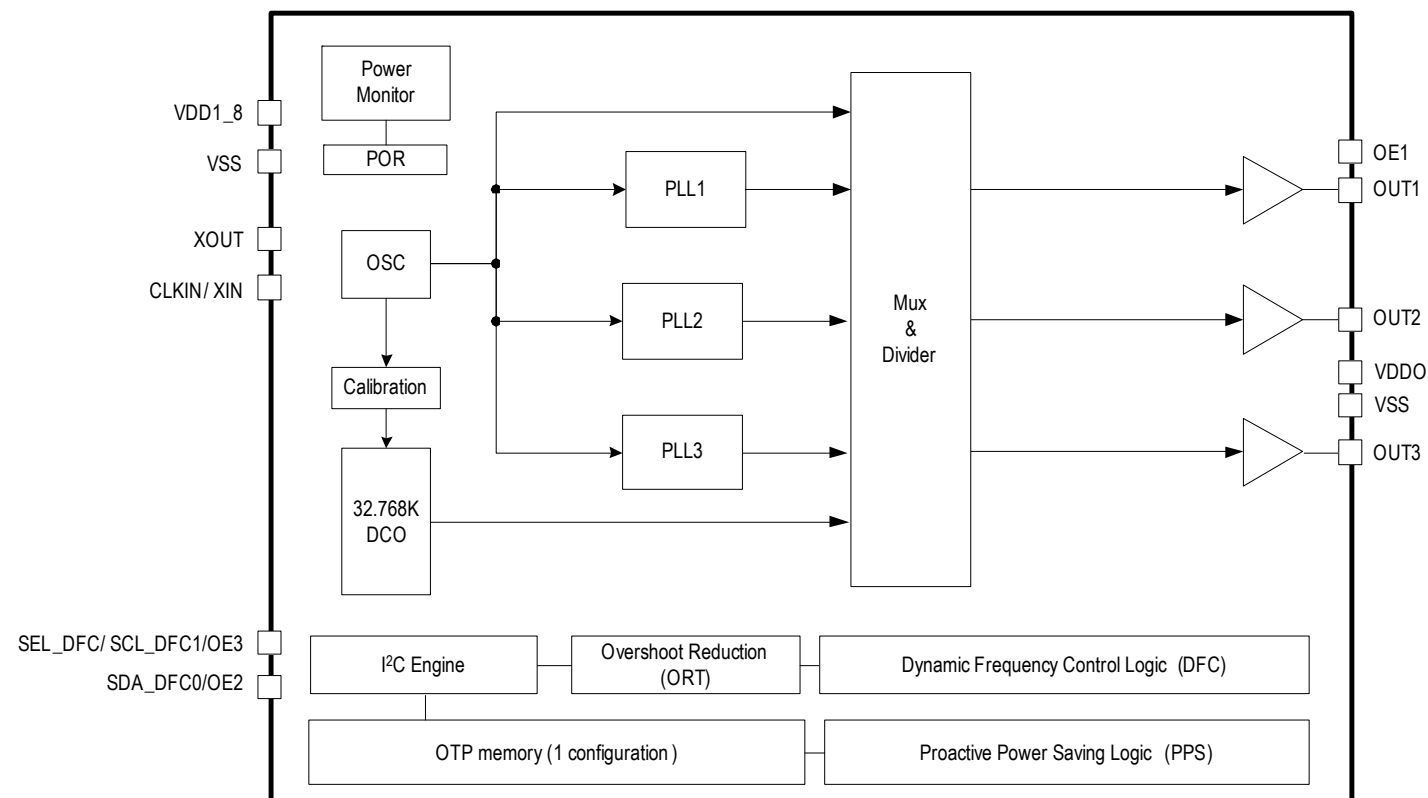 Power
Monitor
VDD1_8
POR
VSS
OE1
PLL1
OUT1
XOUT
OSC
CLKIN/ XIN
Mux
&
Divider
PLL2
OUT2
VDDO
Calibration
VSS
PLL3
OUT3
32.768K
DCO
SEL_DFC/ SCL_DFC1/OE3
I²C Engine
Overshoot Reduction
(ORT)
Dynamic Frequency Control Logic (DFC)
SDA_DFC0/OE2
OTP memory (1 configuration )
Proactive Power Saving Logic (PPS)